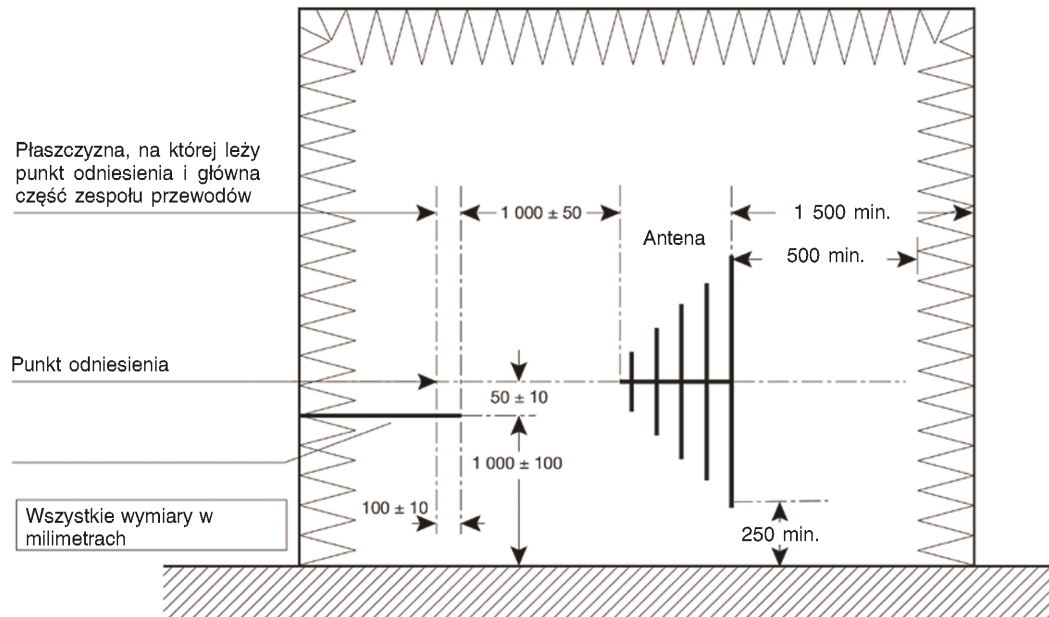 Płaszczyzna, na której leży
punkt odniesienia i główna
część zespołu przewodów
1 000 ± 50
1 500 min.
Antena
500 min.
Punkt odniesienia
50 ± 10
1 000 ± 100
100 ± 10
Wszystkie wymiary w
milimetrach
250 min.